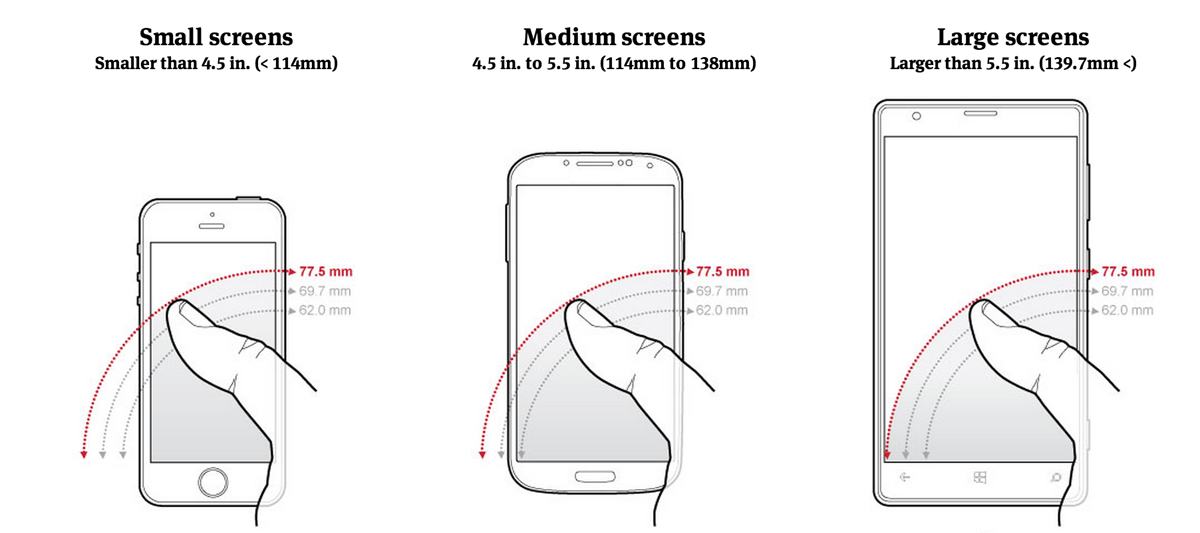 Small screens
Smaller than 4.5 in. (< 114mm)
77.5 mm
69.7 mm
62.0 mm
Medium screens
4.5 in. to 5.5 in. (114mm to 138mm)
77.5 mm
69.7 mm
62.0 mm
Large screens
Larger than 5.5 in. (139.7mm <)
77.5 mm
69.7 mm
62.0 mm